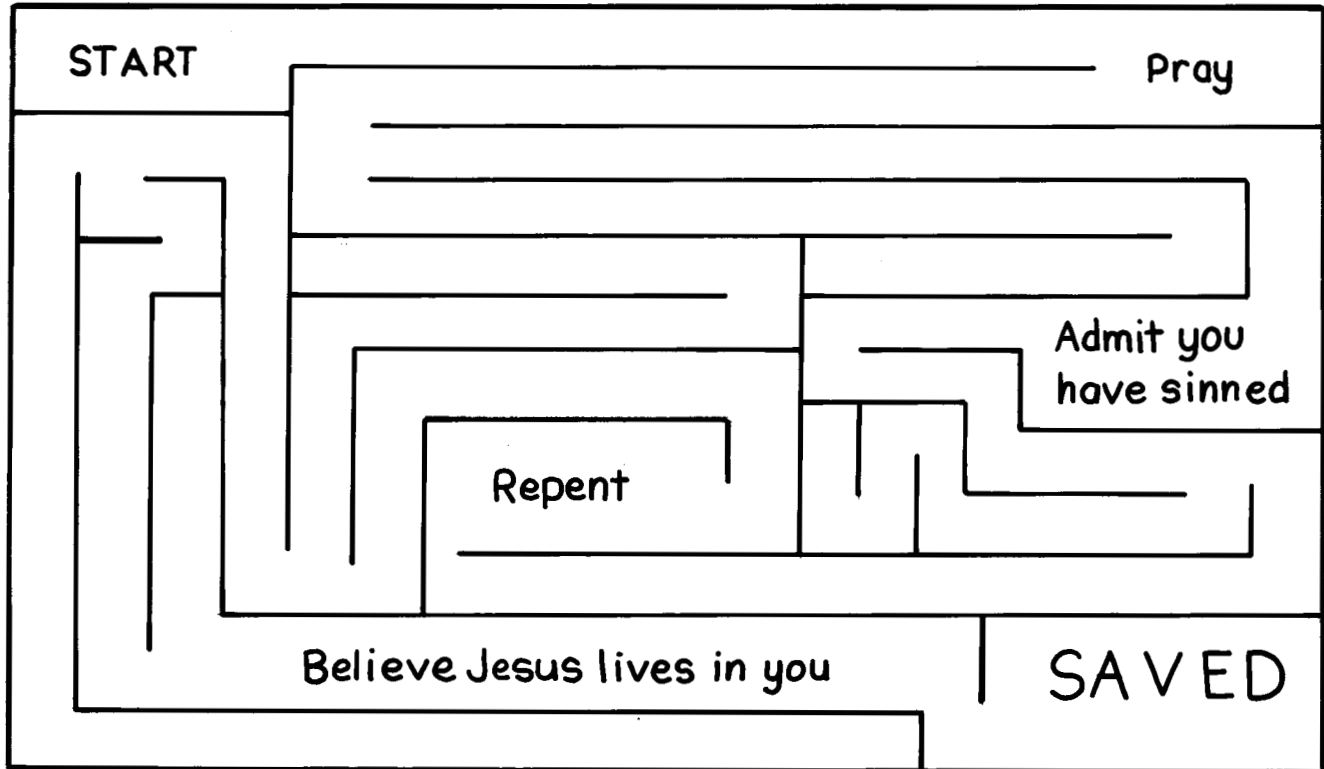 START
Pray
Admit you
have sinned
Repent
Believe Jesus lives in you
SAVED